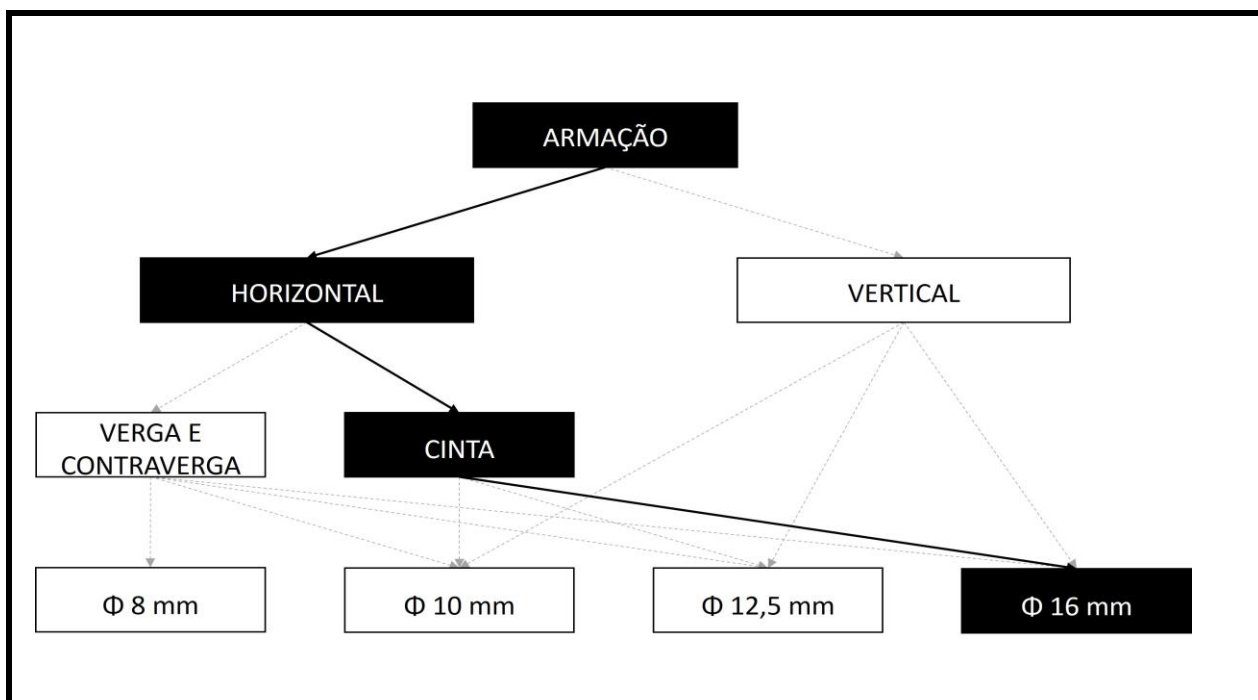 ARMAÇÃO
HORIZONTAL
VERTICAL
VERGA E
CONTRAVERGA
CINTA
Φ 8 mm
Φ 10 mm
Φ 12,5 mm
Φ 16 mm